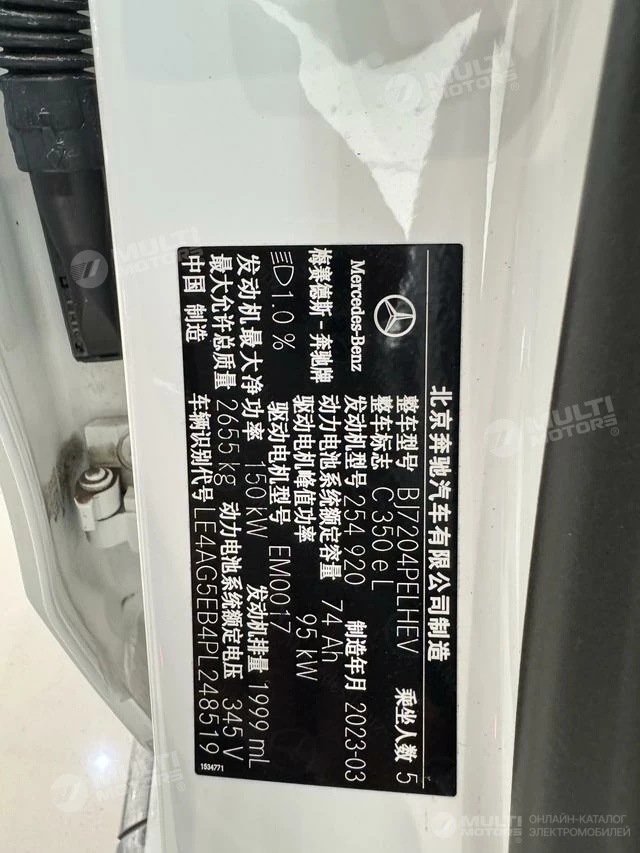 北京奔驰汽车有限公司制造
Mercedes-Benz
梅赛德斯-奔驰牌
整车型号 BJ7204PELHEV 乘坐人数 5
整车标志 C 350 e L
发动机型号 254 920 制造年月 2023-03
动力电池系统额定容量 74 Ah
驱动电机峰值功率 95 kW
1.0 % 驱动电机型号 EM0017
发动机最大净功率 150 kW 发动机排量 1999 mL
最大允许总质量 2655 kg 动力电池系统额定电压 345 V
车辆识别代号 LE4AG5EB4PL248519
中国 制造
1534771
MULTI MOTORS
MULTI MOTORS
MULTI MOTORS
MULTI MOTORS
MULTI MOTORS
MULTI MOTORS ОНЛАЙН-КАТАЛОГ
ЭЛЕКТРОМОБИЛЕЙ